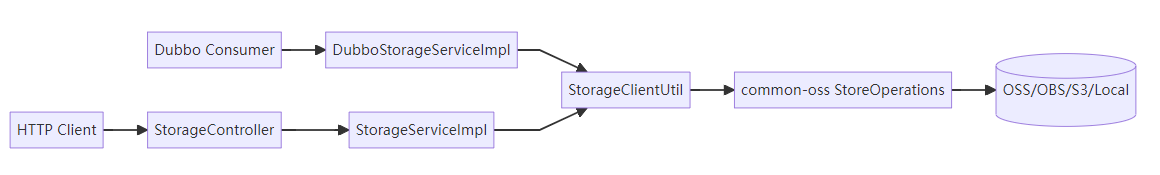 Dubbo Consumer
DubboStorageServiceImpl
HTTP Client
StorageController
StorageServiceImpl
StorageClientUtil
common-oss StoreOperations
OSS/OBS/S3/Local